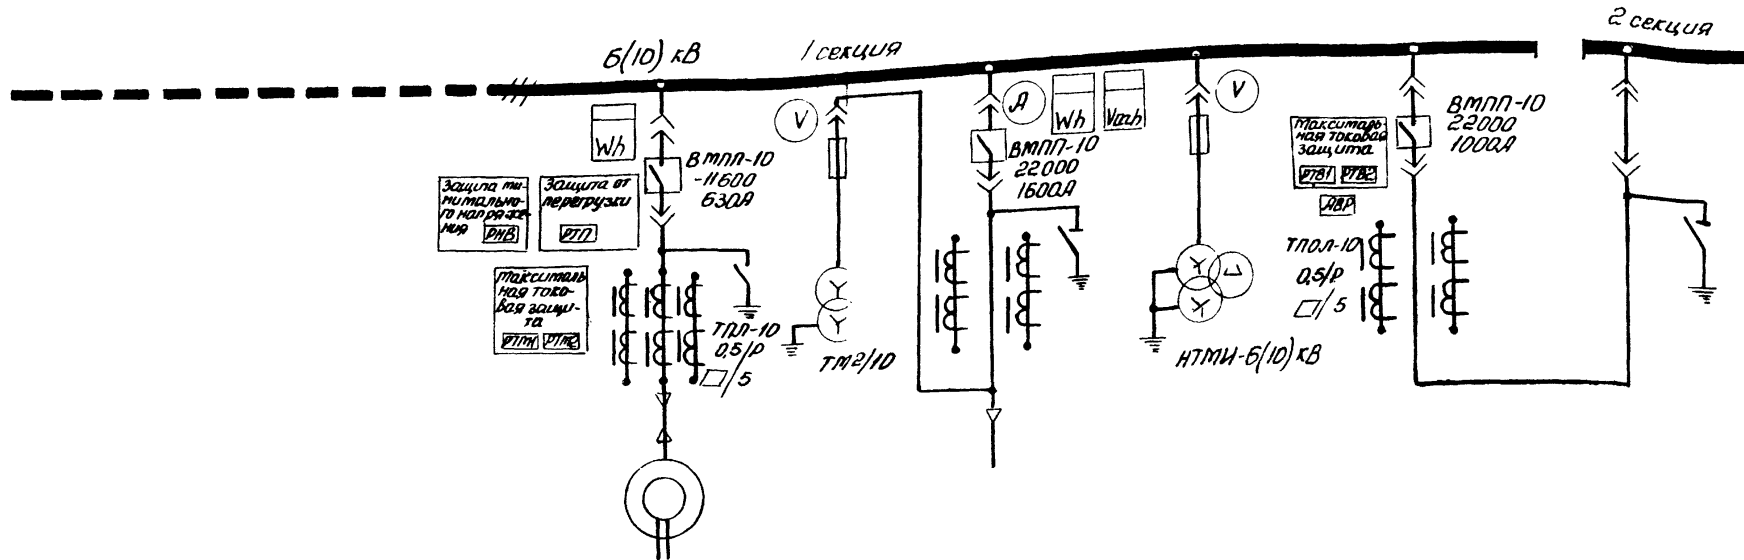 6(10) кВ
1 секция
2 секция
Wh
ВМПП-10
-11600
630А
Защита ми-
нимально-
го напряже-
ния РНВ
Защита от
перегрузки
РТП
Максималь
ная токо-
вая защи-
та
РТМ1 РТМ2
ТПЛ-10
0,5/Р
□/5
V
ТМ2/10
А
Wh
Varh
ВМПП-10
22000
1600А
V
НТМИ-6(10) кВ
Максималь
ная токовая
защита
РТВ1 РТВ2
АВР
ВМПП-10
22000
1000А
ТПОЛ-10
0,5/Р
□/5